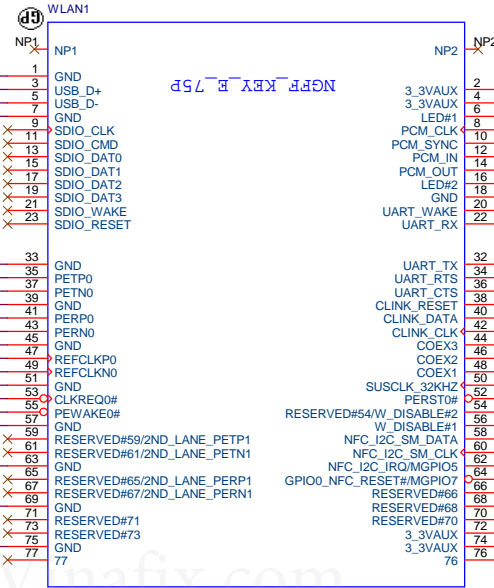 GP
WLAN1
NP1 NP1
NP2 NP2
NGFF_KEY_E_75P
1 GND
3 USB_D+
5 USB_D-
7 GND
9 SDIO_CLK
11 SDIO_CMD
13 SDIO_DAT0
15 SDIO_DAT1
17 SDIO_DAT2
19 SDIO_DAT3
21 SDIO_WAKE
23 SDIO_RESET
33 GND
35 PETP0
37 PETN0
39 GND
41 PERP0
43 PERN0
45 GND
47 REFCLKP0
49 REFCLKN0
51 GND
53 CLKREQ0#
55 PEWAKE0#
57 GND
59 RESERVED#59/2ND_LANE_PETP1
61 RESERVED#61/2ND_LANE_PETN1
63 GND
65 RESERVED#65/2ND_LANE_PERP1
67 RESERVED#67/2ND_LANE_PERN1
69 GND
71 RESERVED#71
73 RESERVED#73
75 GND
77 77
3_3VAUX 2
3_3VAUX 4
LED#1 6
PCM_CLK 8
PCM_SYNC 10
PCM_IN 12
PCM_OUT 14
LED#2 16
GND 18
UART_WAKE 20
UART_RX 22
UART_TX 32
UART_RTS 34
UART_CTS 36
CLINK_RESET 38
CLINK_DATA 40
CLINK_CLK 42
COEX3 44
COEX2 46
COEX1 48
SUSCLK_32KHZ 50
PERST0# 52
RESERVED#54/W_DISABLE#2 54
W_DISABLE#1 56
NFC_I2C_SM_DATA 58
NFC_I2C_SM_CLK 60
NFC_I2C_IRQ/MGPIO5 62
GPIO0_NFC_RESET#/MGPIO7 64
RESERVED#66 66
RESERVED#68 68
RESERVED#70 70
3_3VAUX 72
3_3VAUX 74
76 76
Vinafix.com